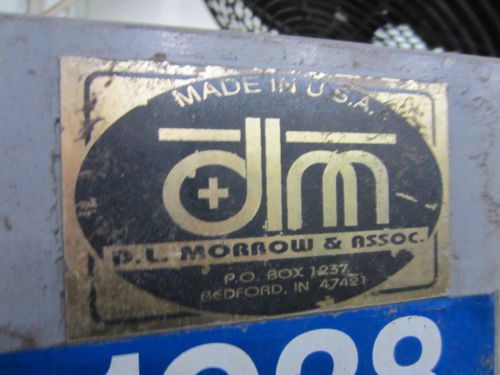 MADE IN U.S.A.
dlm
D.L. MORROW & ASSOC.
P.O. BOX 1237
BEDFORD, IN 47421